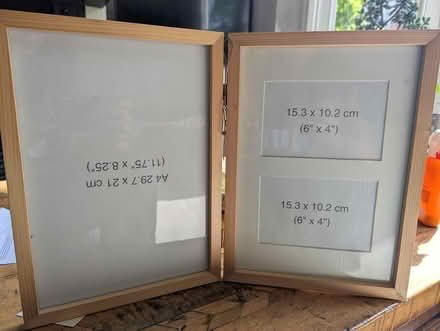 A4 29.7 x 21 cm
(11.75" x 8.25")
15.3 x 10.2 cm
(6" x 4")
15.3 x 10.2 cm
(6" x 4")